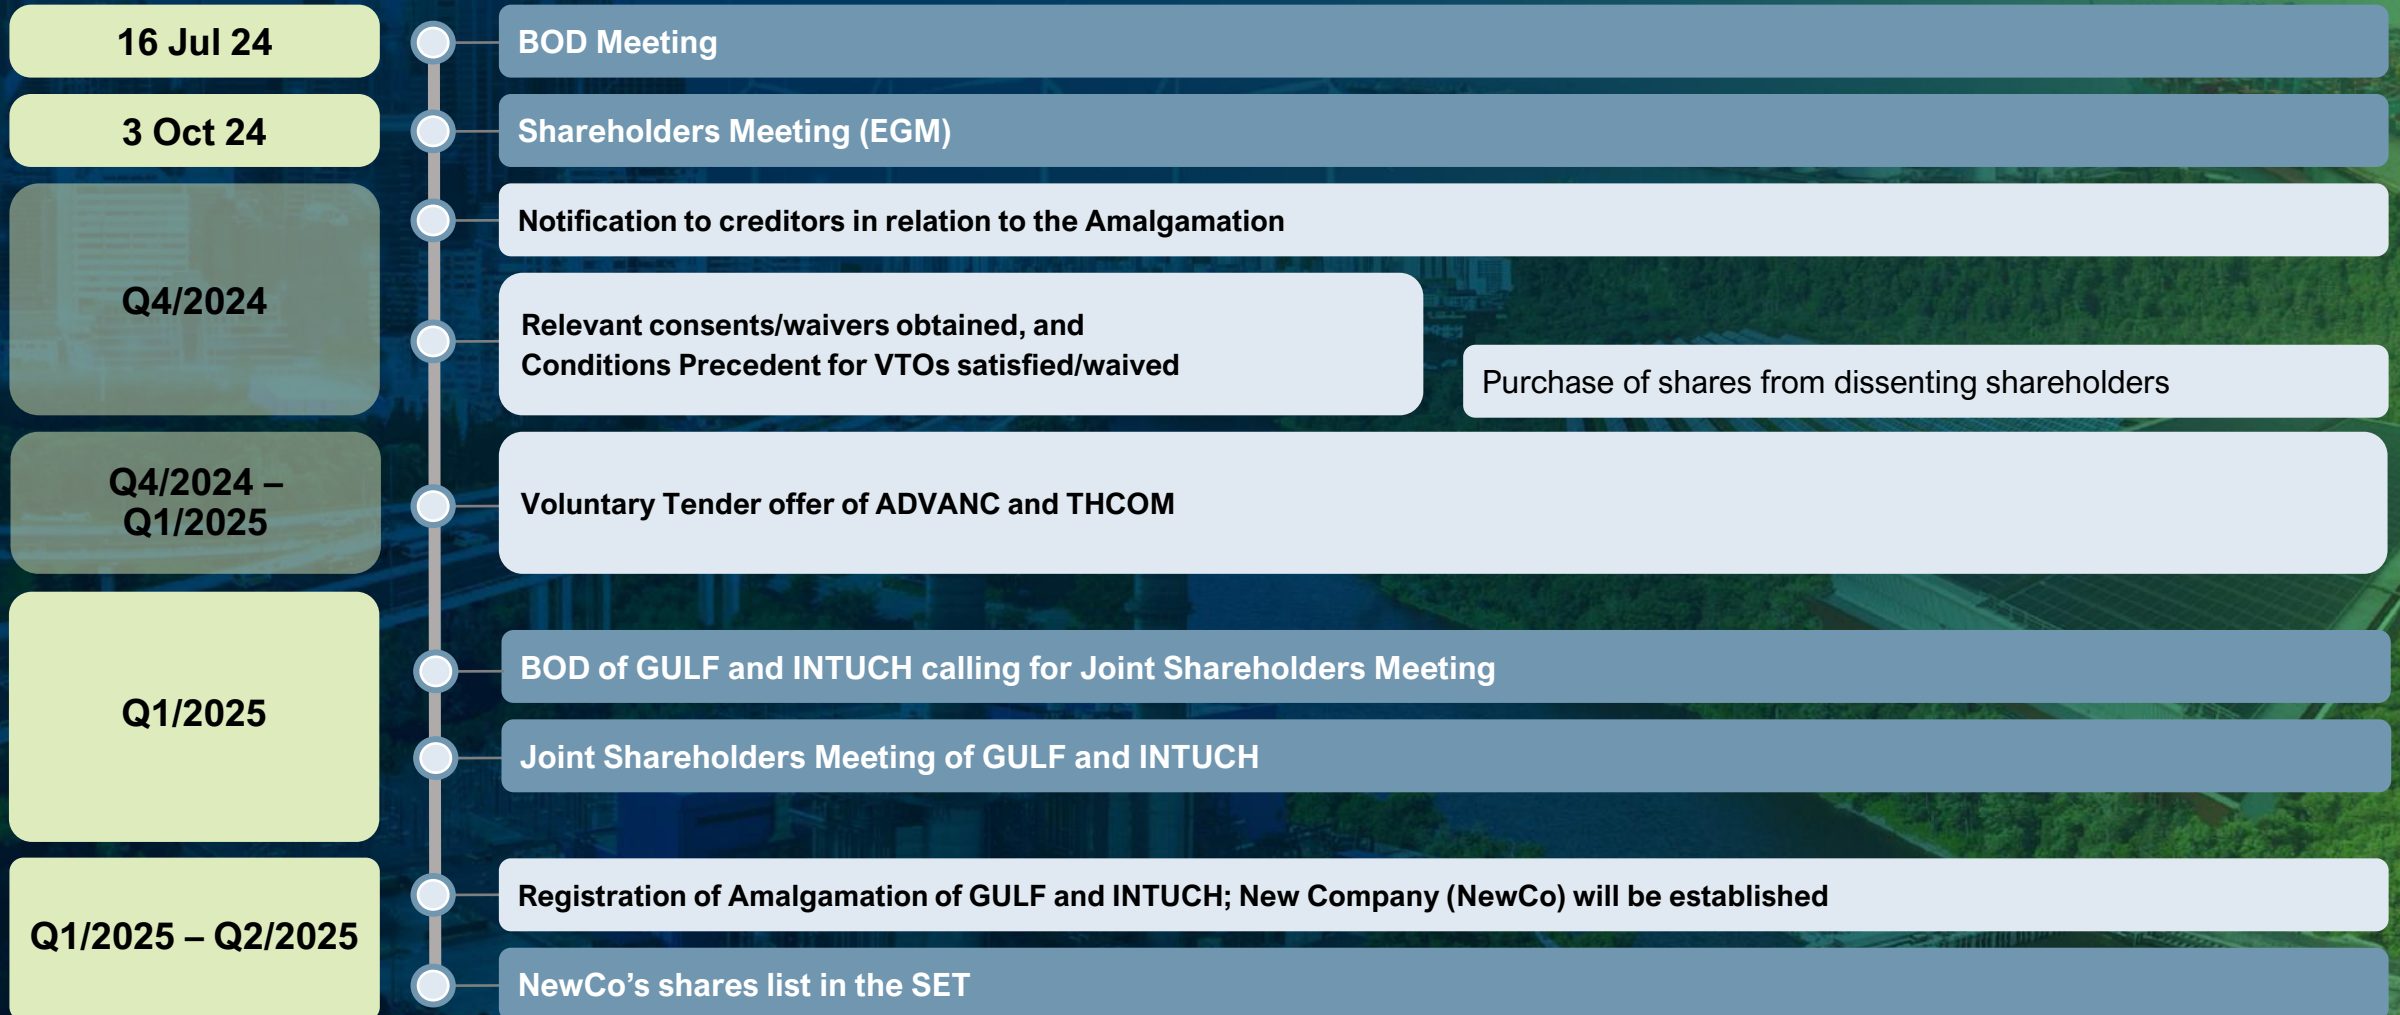 16 Jul 24
BOD Meeting
3 Oct 24
Shareholders Meeting (EGM)
Q4/2024
Notification to creditors in relation to the Amalgamation
Relevant consents/waivers obtained, and
Conditions Precedent for VTOs satisfied/waived
Purchase of shares from dissenting shareholders
Q4/2024 –
Q1/2025
Voluntary Tender offer of ADVANC and THCOM
Q1/2025
BOD of GULF and INTUCH calling for Joint Shareholders Meeting
Joint Shareholders Meeting of GULF and INTUCH
Q1/2025 – Q2/2025
Registration of Amalgamation of GULF and INTUCH; New Company (NewCo) will be established
NewCo’s shares list in the SET